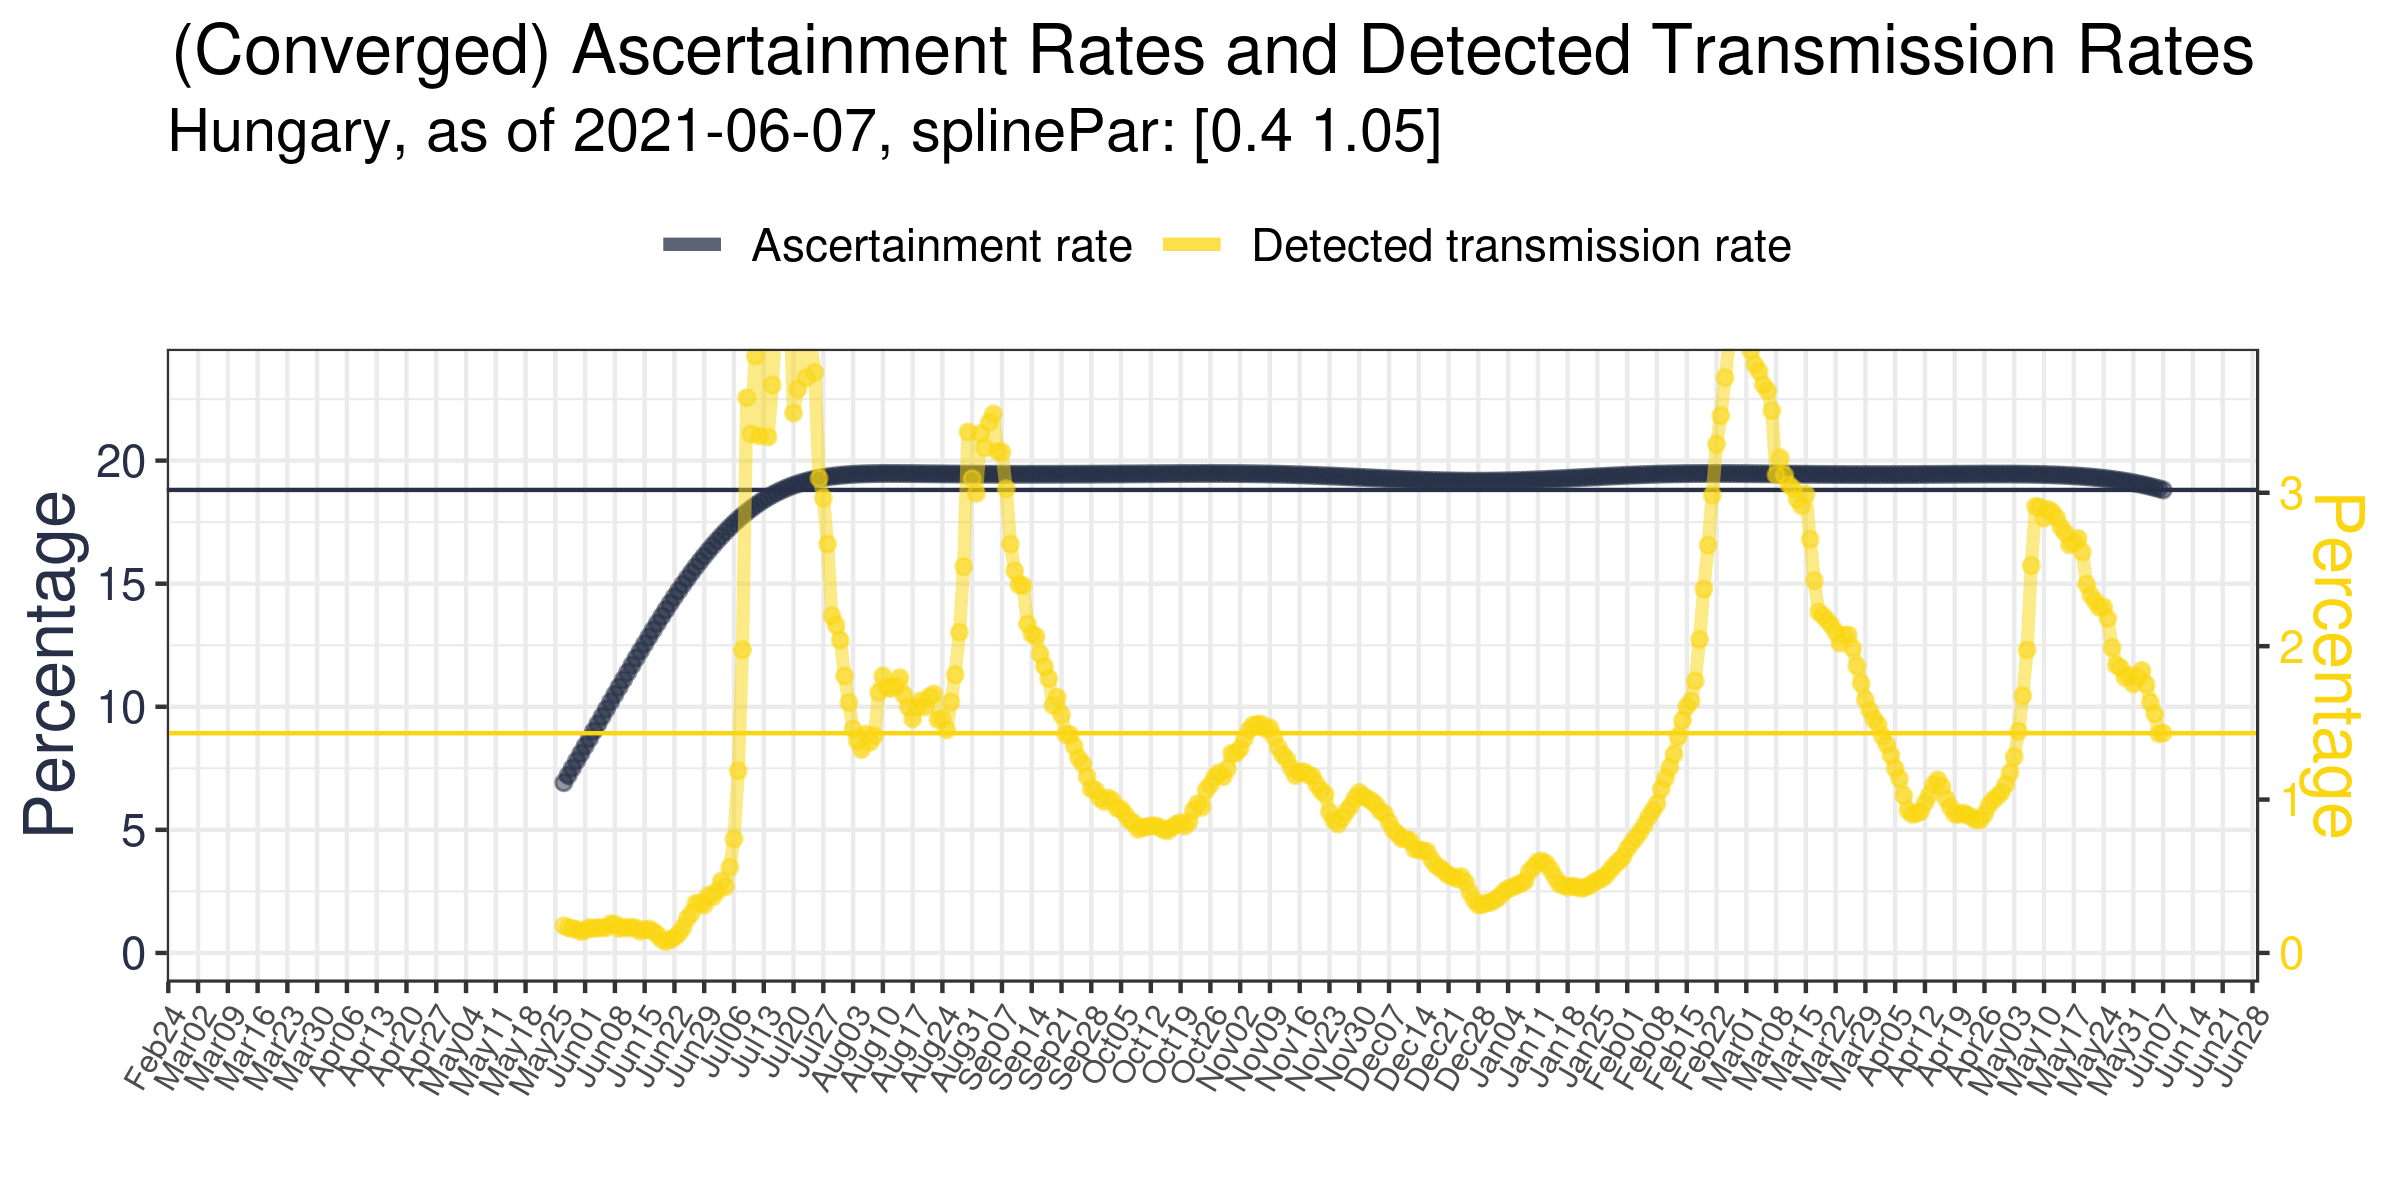 (Converged) Ascertainment Rates and Detected Transmission Rates
Hungary, as of 2021-06-07, splinePar: [0.4 1.05]
Ascertainment rate
Detected transmission rate
Percentage
20
15
10
5
0
3
2
1
0
Percentage
Feb24
Mar02
Mar09
Mar16
Mar23
Mar30
Apr06
Apr13
Apr20
Apr27
May04
May11
May18
May25
Jun01
Jun08
Jun15
Jun22
Jun29
Jul06
Jul13
Jul20
Jul27
Aug03
Aug10
Aug17
Aug24
Aug31
Sep07
Sep14
Sep21
Sep28
Oct05
Oct12
Oct19
Oct26
Nov02
Nov09
Nov16
Nov23
Nov30
Dec07
Dec14
Dec21
Dec28
Jan04
Jan11
Jan18
Jan25
Feb01
Feb08
Feb15
Feb22
Mar01
Mar08
Mar15
Mar22
Mar29
Apr05
Apr12
Apr19
Apr26
May03
May10
May17
May24
May31
Jun07
Jun14
Jun21
Jun28